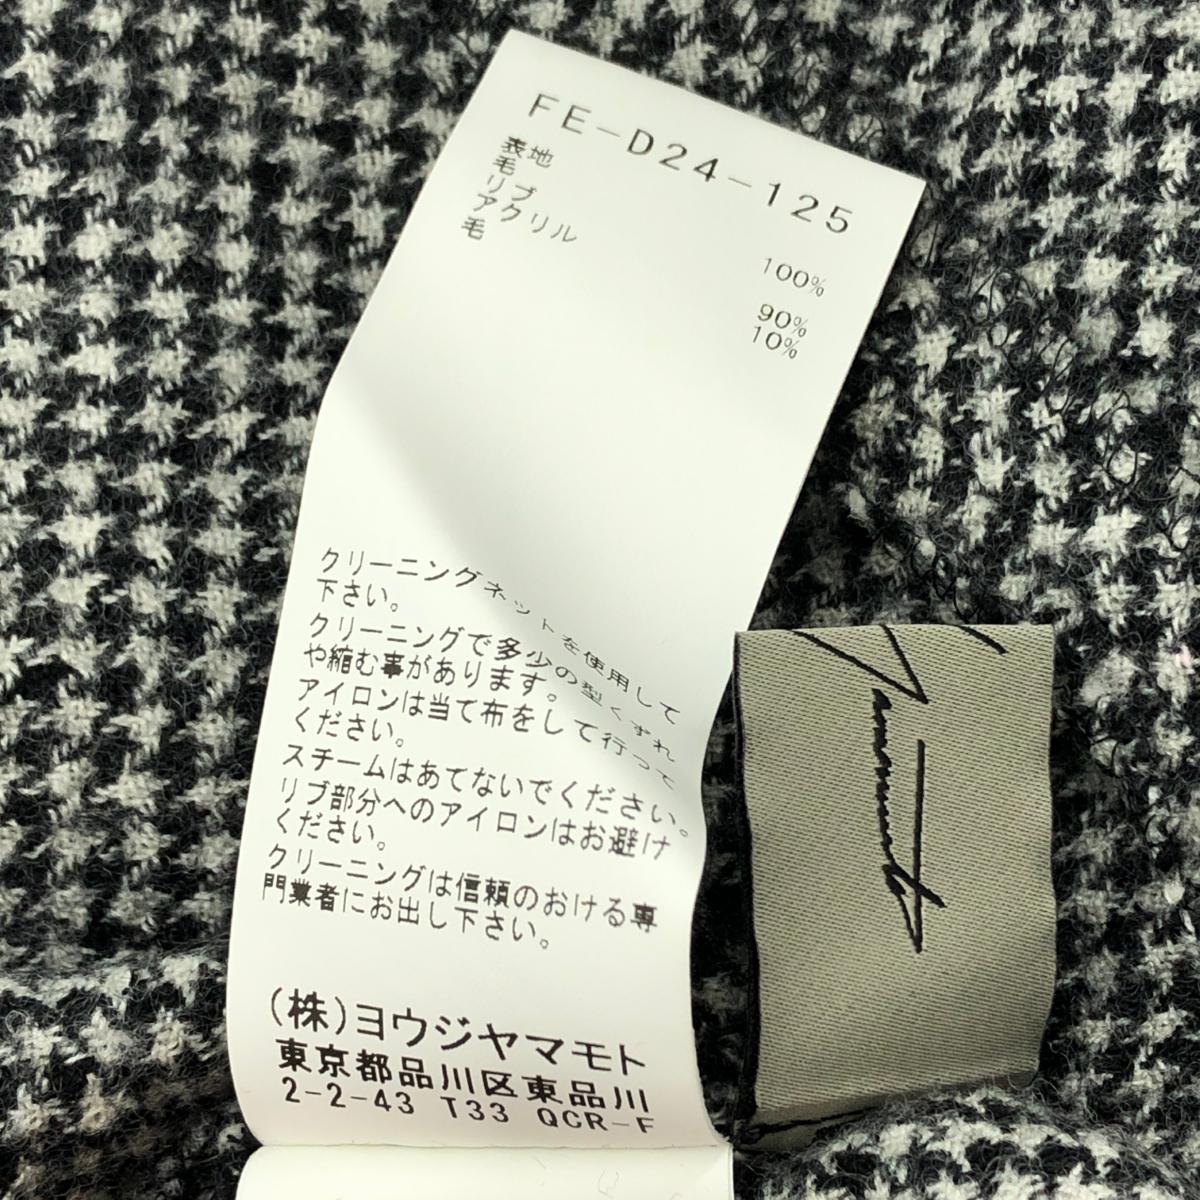 FE-D24-125
表地
毛 100%
リブ
アクリル 90%
毛 10%
クリーニングネットを使用して
下さい。
クリーニングで多少の型くずれ
や縮む事があります。
アイロンは当て布をして行って
ください。
スチームはあてないでください。
リブ部分へのアイロンはお避け
ください。
クリーニングは信頼のおける専
門業者にお出し下さい。
(株)ヨウジヤマモト
東京都品川区東品川
2-2-43 T33 QCR-F
Yamamoto